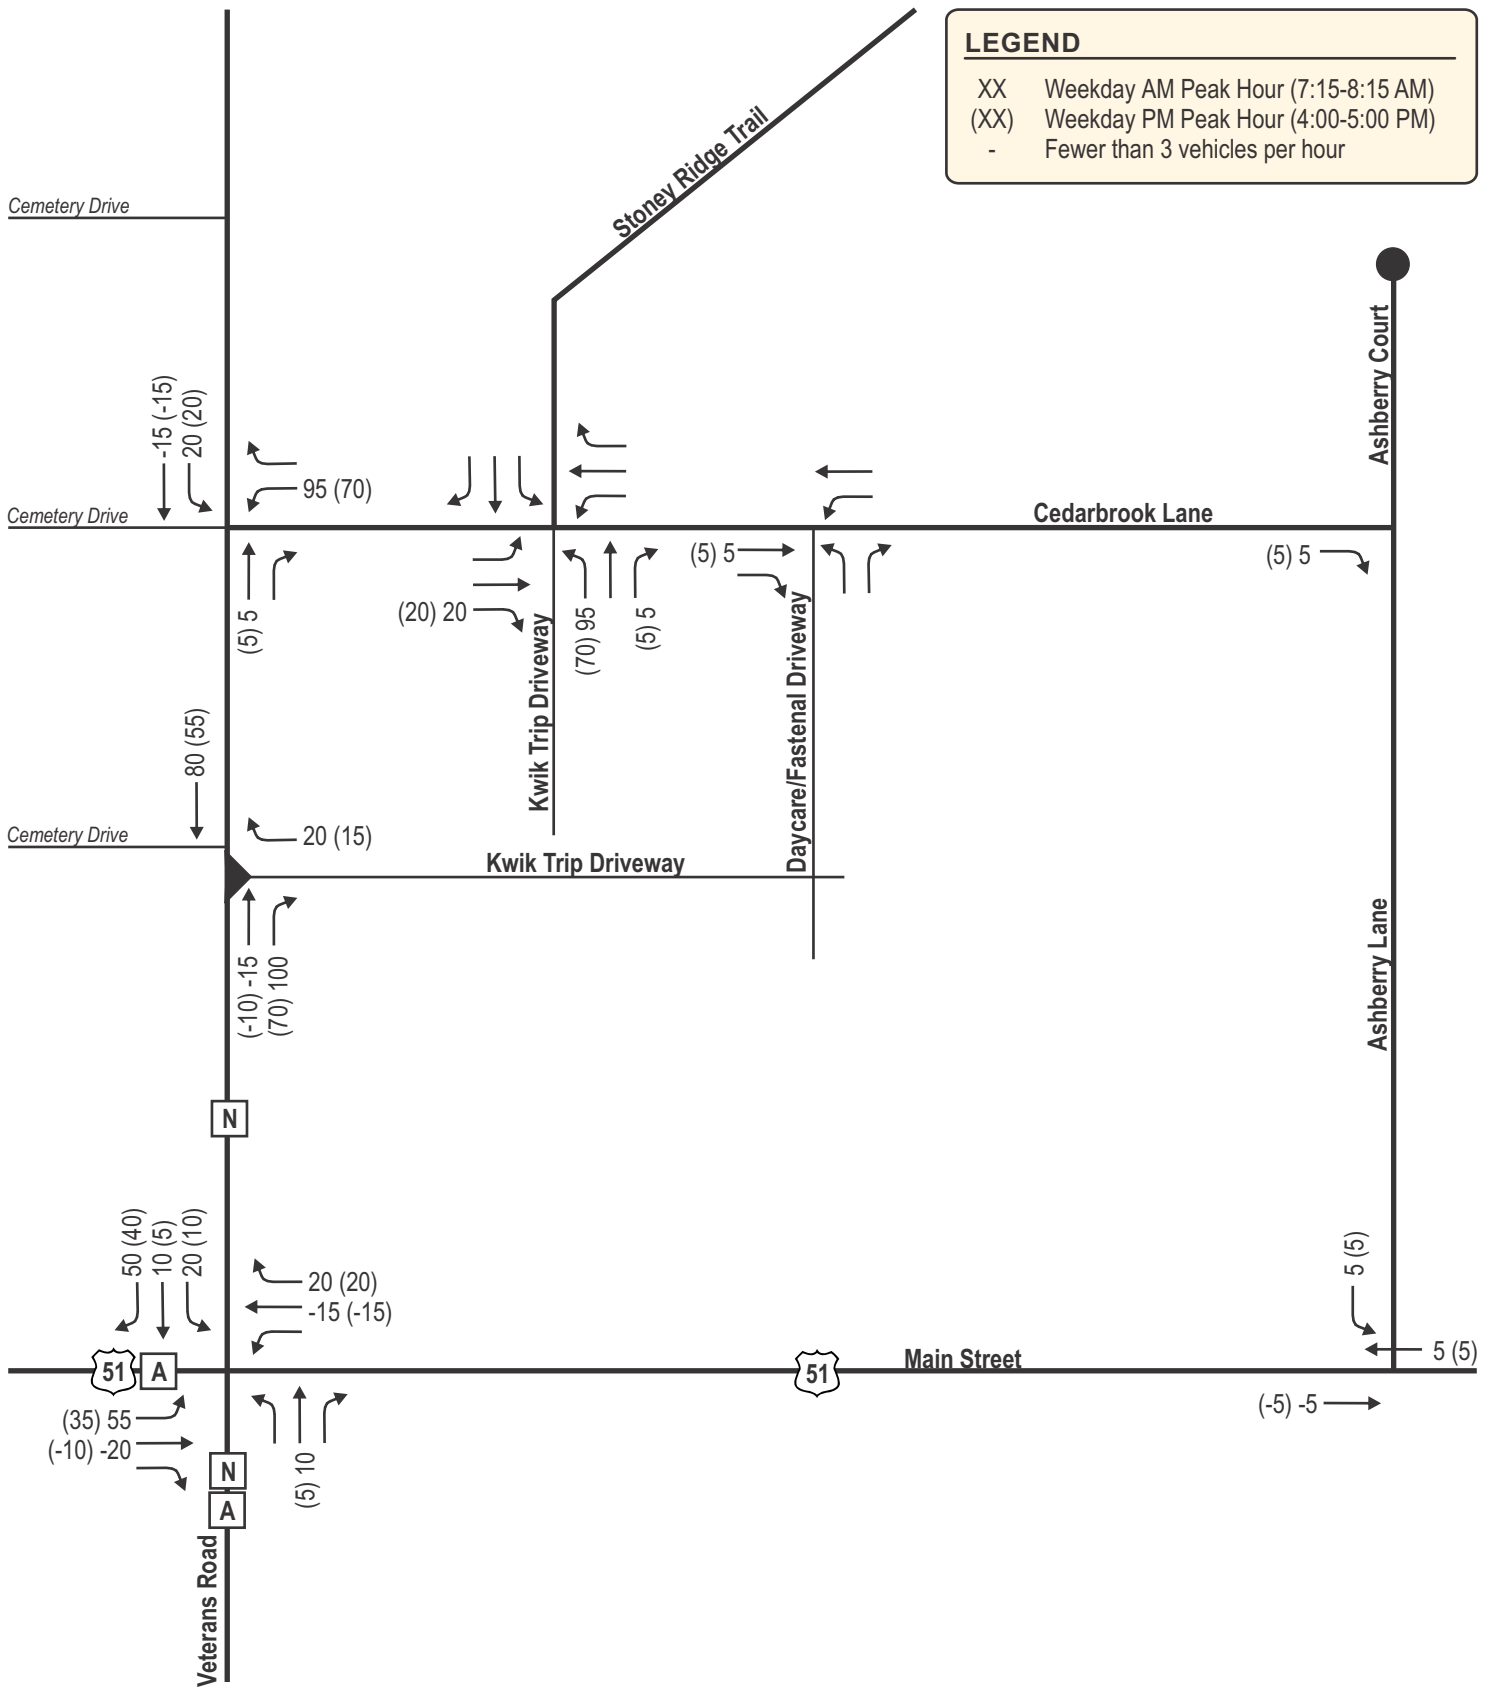 LEGEND
XX Weekday AM Peak Hour (7:15-8:15 AM)
(XX) Weekday PM Peak Hour (4:00-5:00 PM)
- Fewer than 3 vehicles per hour
Stoney Ridge Trail
Cemetery Drive
Ashberry Court
-15 (-15)
20 (20)
95 (70)
Cemetery Drive
Cedarbrook Lane
(5) 5
(20) 20
(70) 95
(5) 5
(5) 5
(5) 5
Kwik Trip Driveway
Daycare/Fastenal Driveway
80 (55)
Cemetery Drive
20 (15)
Kwik Trip Driveway
(-10) -15
(70) 100
Ashberry Lane
N
50 (40)
10 (5)
20 (10)
20 (20)
-15 (-15)
5 (5)
5 (5)
51
A
51
Main Street
(35) 55
(-10) -20
(5) 10
(-5) -5
N
A
Veterans Road